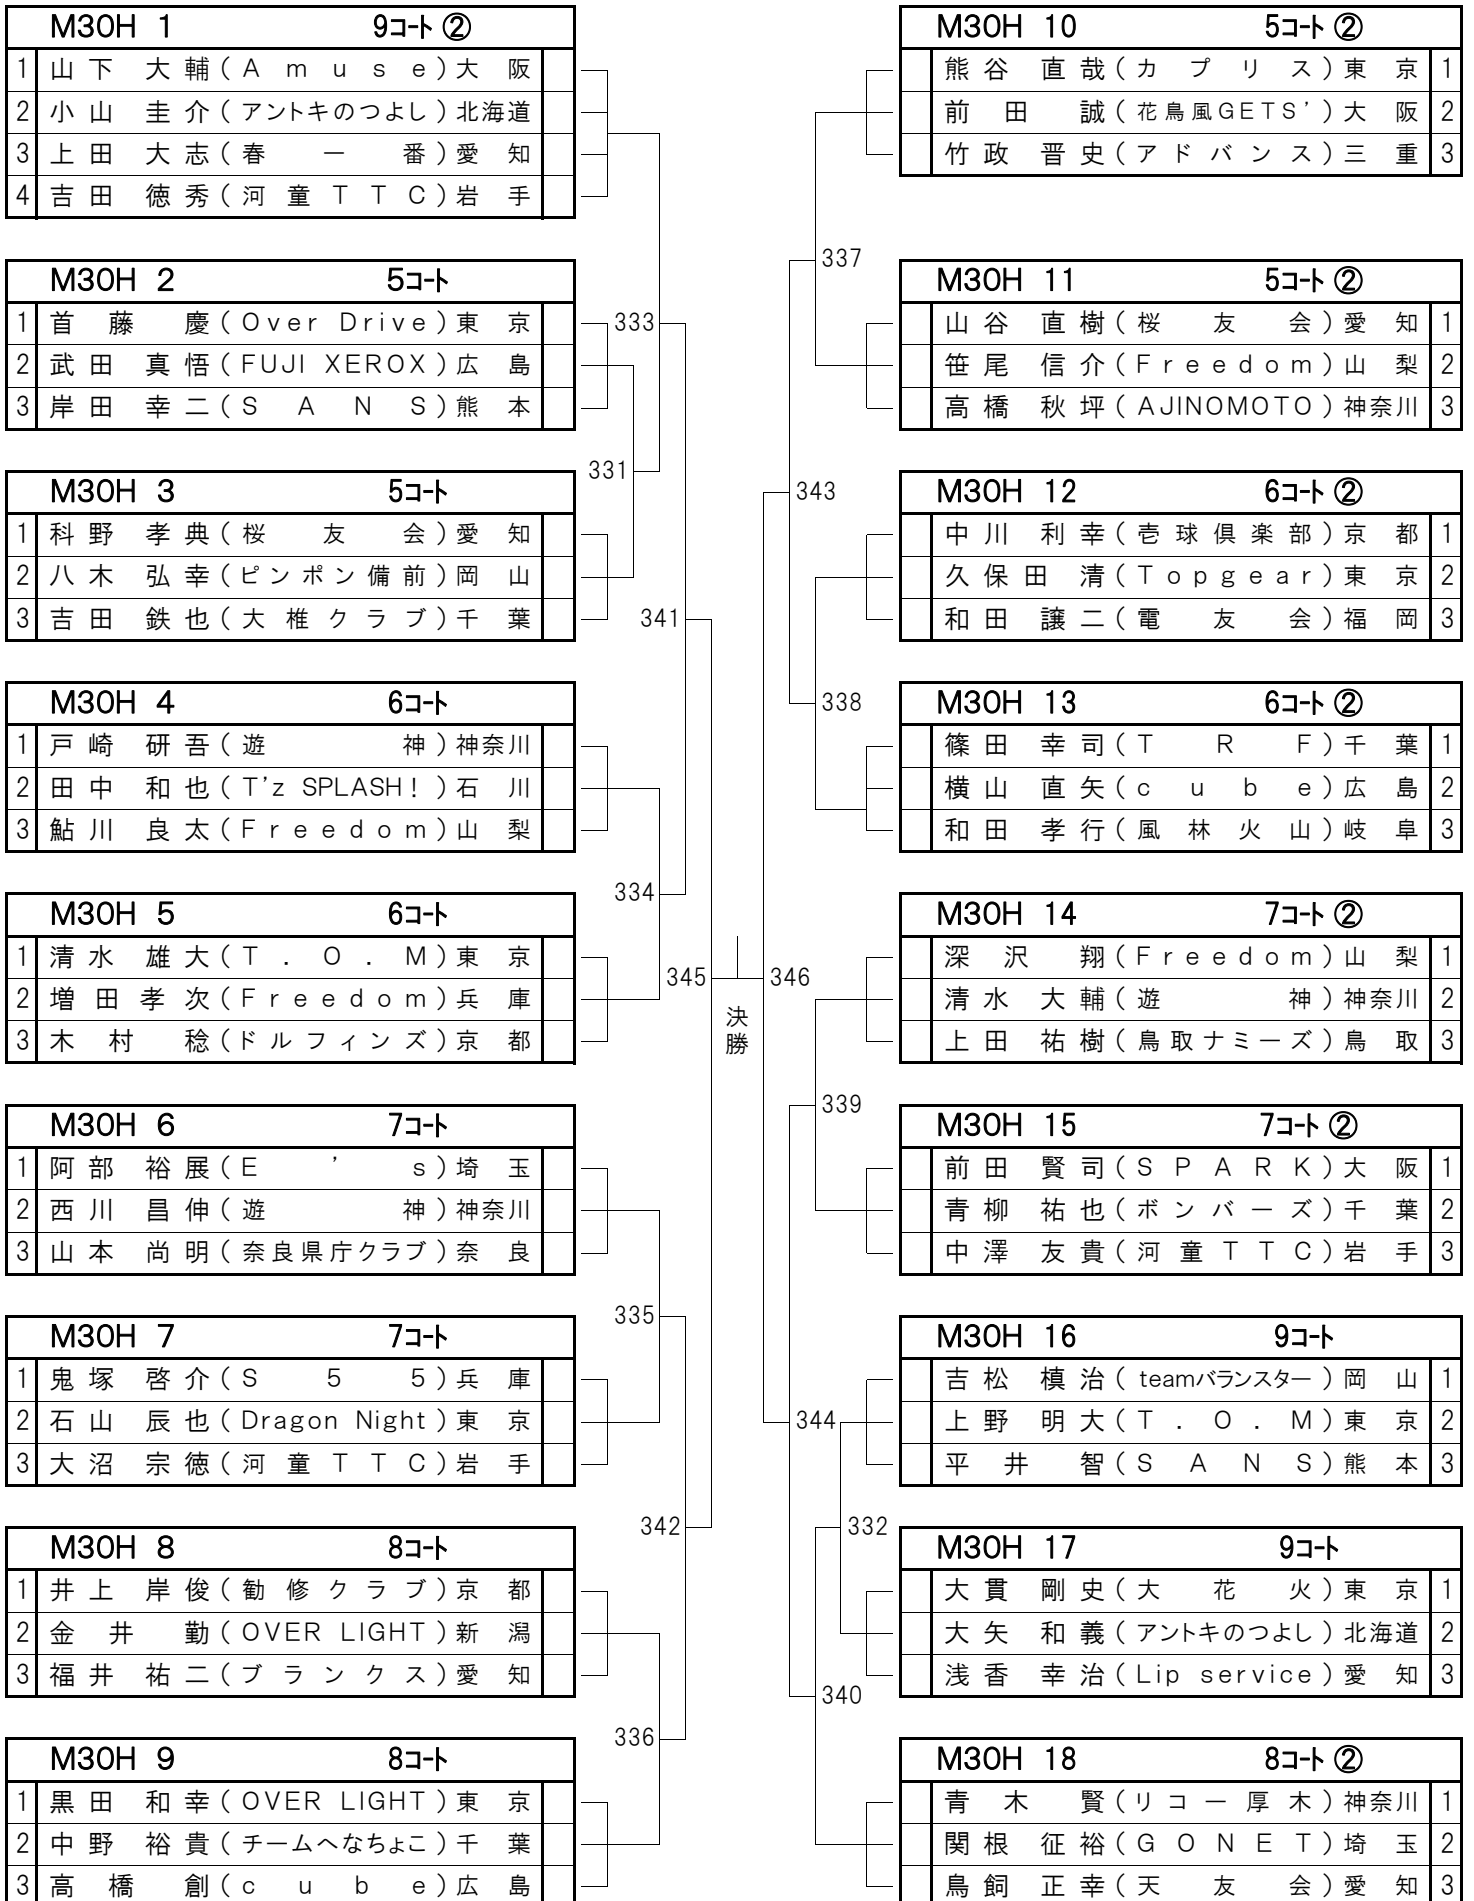 M30H 1 9コート ②
1 山下 大輔 (Amuse) 大阪
2 小山 圭介 (アントキのつよし) 北海道
3 上田 大志 (春一番) 愛知
4 吉田 徳秀 (河童TTC) 岩手
M30H 2 5コート
1 首藤 慶 (Over Drive) 東京
2 武田 真悟 (FUJI XEROX) 広島
3 岸田 幸二 (SANS) 熊本
M30H 3 5コート
1 科野 孝典 (桜友会) 愛知
2 八木 弘幸 (ピンポン備前) 岡山
3 吉田 鉄也 (大椎クラブ) 千葉
M30H 4 6コート
1 戸崎 研吾 (遊神) 神奈川
2 田中 和也 (T'z SPLASH!) 石川
3 鮎川 良太 (Freedom) 山梨
M30H 5 6コート
1 清水 雄大 (T.O.M) 東京
2 増田 孝次 (Freedom) 兵庫
3 木村 稔 (ドルフィンズ) 京都
M30H 6 7コート
1 阿部 裕展 (E's) 埼玉
2 西川 昌伸 (遊神) 神奈川
3 山本 尚明 (奈良県庁クラブ) 奈良
M30H 7 7コート
1 鬼塚 啓介 (S55) 兵庫
2 石山 辰也 (Dragon Night) 東京
3 大沼 宗徳 (河童TTC) 岩手
M30H 8 8コート
1 井上 岸俊 (勧修クラブ) 京都
2 金井 勤 (OVER LIGHT) 新潟
3 福井 祐二 (ブランクス) 愛知
M30H 9 8コート
1 黒田 和幸 (OVER LIGHT) 東京
2 中野 裕貴 (チームへなちょこ) 千葉
3 高橋 創 (cube) 広島
333
331
341
334
345
335
342
336
決勝
346
337
343
338
339
344
332
340
M30H 10 5コート ②
熊谷 直哉 (カプリス) 東京 1
前田 誠 (花鳥風GETS') 大阪 2
竹政 晋史 (アドバンス) 三重 3
M30H 11 5コート ②
山谷 直樹 (桜友会) 愛知 1
笹尾 信介 (Freedom) 山梨 2
高橋 秋坪 (AJINOMOTO) 神奈川 3
M30H 12 6コート ②
中川 利幸 (壱球倶楽部) 京都 1
久保田 清 (Topgear) 東京 2
和田 譲二 (電友会) 福岡 3
M30H 13 6コート ②
篠田 幸司 (TRF) 千葉 1
横山 直矢 (cube) 広島 2
和田 孝行 (風林火山) 岐阜 3
M30H 14 7コート ②
深沢 翔 (Freedom) 山梨 1
清水 大輔 (遊神) 神奈川 2
上田 祐樹 (鳥取ナミーズ) 鳥取 3
M30H 15 7コート ②
前田 賢司 (SPARK) 大阪 1
青柳 祐也 (ボンバーズ) 千葉 2
中澤 友貴 (河童TTC) 岩手 3
M30H 16 9コート
吉松 槙治 (teamバランスター) 岡山 1
上野 明大 (T.O.M) 東京 2
平井 智 (SANS) 熊本 3
M30H 17 9コート
大貫 剛史 (大花火) 東京 1
大矢 和義 (アントキのつよし) 北海道 2
浅香 幸治 (Lip service) 愛知 3
M30H 18 8コート ②
青木 賢 (リコー厚木) 神奈川 1
関根 征裕 (GONET) 埼玉 2
鳥飼 正幸 (天友会) 愛知 3